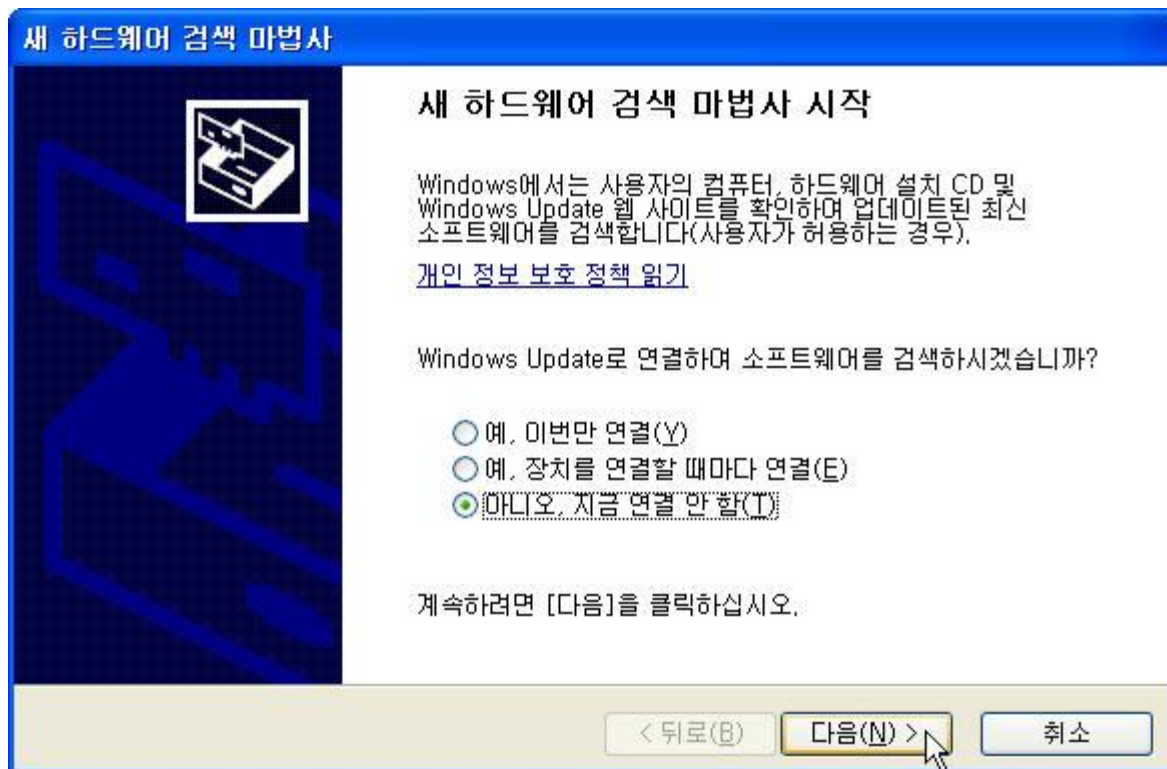 새 하드웨어 검색 마법사
새 하드웨어 검색 마법사 시작
Windows에서는 사용자의 컴퓨터, 하드웨어 설치 CD 및
Windows Update 웹 사이트를 확인하여 업데이트된 최신
소프트웨어를 검색합니다(사용자가 허용하는 경우).
개인 정보 보호 정책 읽기
Windows Update로 연결하여 소프트웨어를 검색하시겠습니까?
예, 이번만 연결(Y)
예, 장치를 연결할 때마다 연결(E)
아니오, 지금 연결 안 함(T)
계속하려면 [다음]을 클릭하십시오.
< 뒤로(B) 다음(N) > 취소